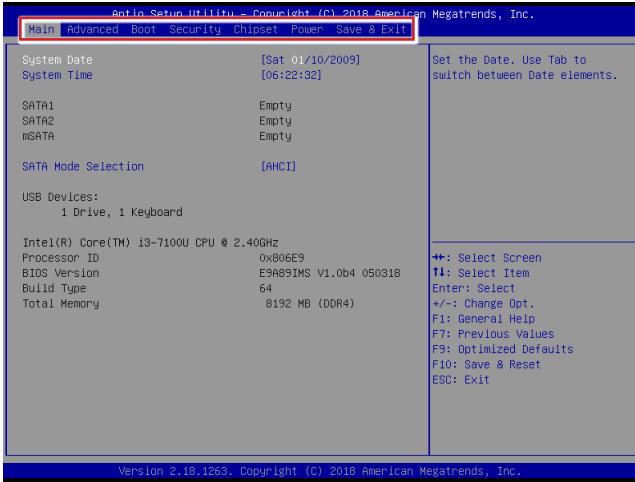 Aptio Setup Utility – Copyright (C) 2018 American Megatrends, Inc.
Main Advanced Boot Security Chipset Power Save & Exit
System Date [Sat 01/10/2009]
System Time [06:22:32]
SATA1 Empty
SATA2 Empty
mSATA Empty
SATA Mode Selection [AHCI]
USB Devices:
1 Drive, 1 Keyboard
Intel(R) Core(TM) i3-7100U CPU @ 2.40GHz
Processor ID 0x806E9
BIOS Version E9A89IMS V1.0b4 050318
Build Type 64
Total Memory 8192 MB (DDR4)
Set the Date. Use Tab to
switch between Date elements.
→←: Select Screen
↑↓: Select Item
Enter: Select
+/-: Change Opt.
F1: General Help
F7: Previous Values
F9: Optimized Defaults
F10: Save & Reset
ESC: Exit
Version 2.18.1263. Copyright (C) 2018 American Megatrends, Inc.